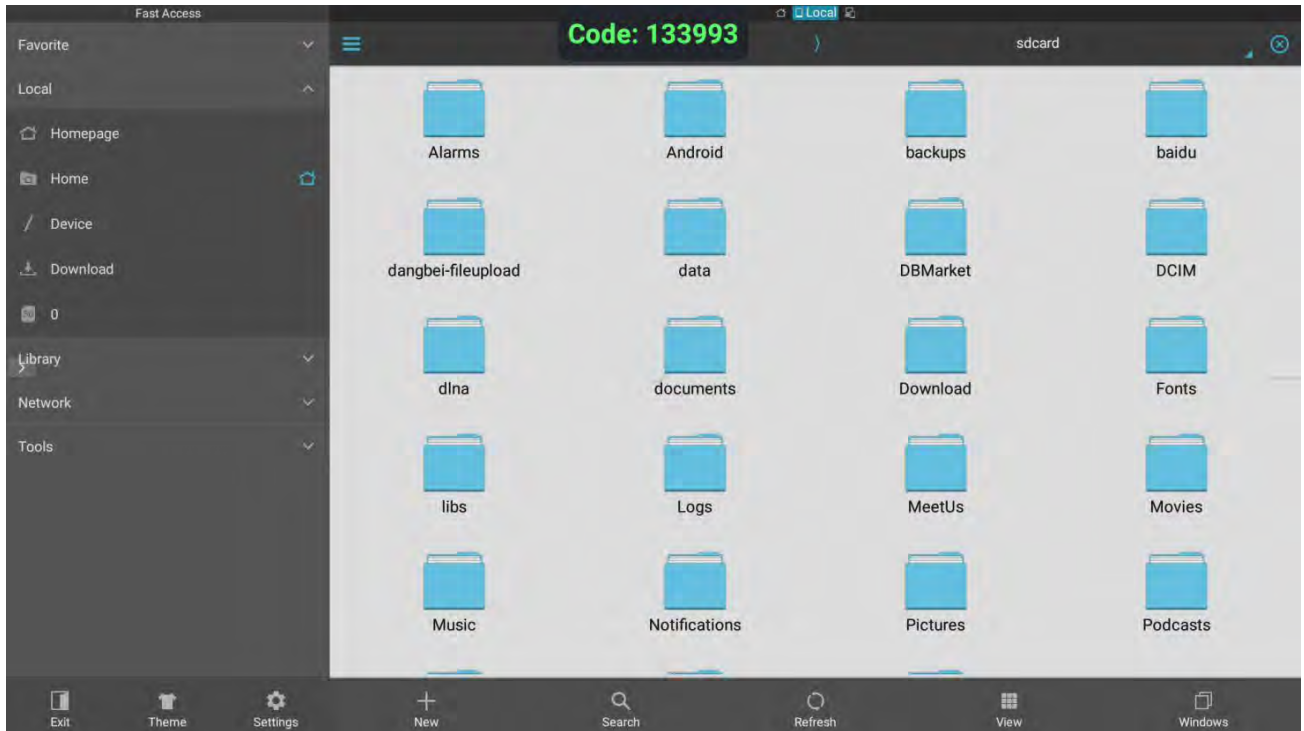 Fast Access
Local
Favorite
Code: 133993
sdcard
Local
Homepage
Home
Device
Download
0
Library
Network
Tools
Alarms Android backups baidu
dangbei-fileupload data DBMarket DCIM
dlna documents Download Fonts
libs Logs MeetUs Movies
Music Notifications Pictures Podcasts
Exit Theme Settings New Search Refresh View Windows